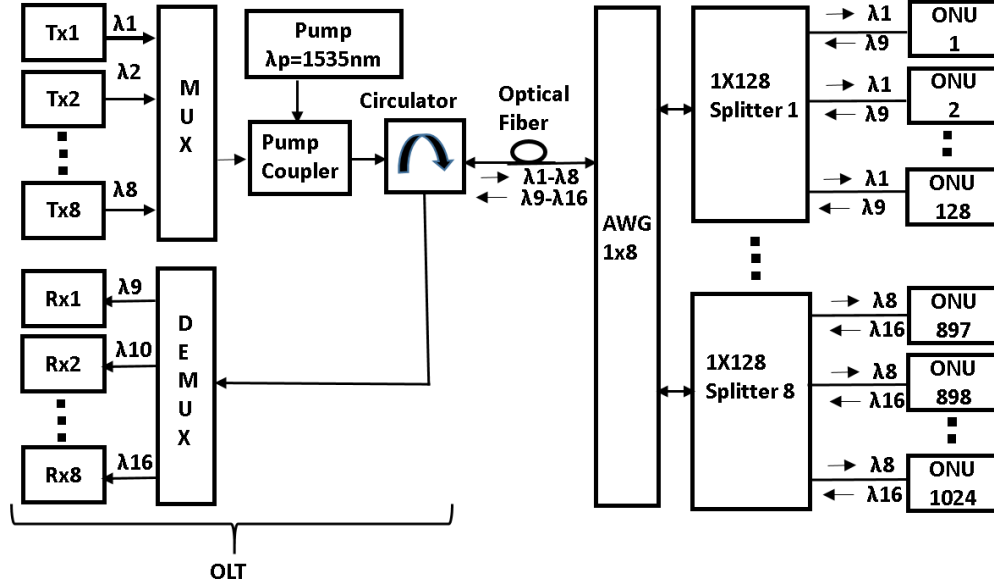 Tx1
λ1
Tx2
λ2
Tx8
λ8
M
U
X
Pump
λp=1535nm
Pump
Coupler
Circulator
Optical
Fiber
λ1-λ8
λ9-λ16
Rx1
λ9
Rx2
λ10
Rx8
λ16
D
E
M
U
X
OLT
AWG
1x8
1X128
Splitter 1
λ1
λ9
ONU
1
λ1
λ9
ONU
2
λ1
λ9
ONU
128
1X128
Splitter 8
λ8
λ16
ONU
897
λ8
λ16
ONU
898
λ8
λ16
ONU
1024